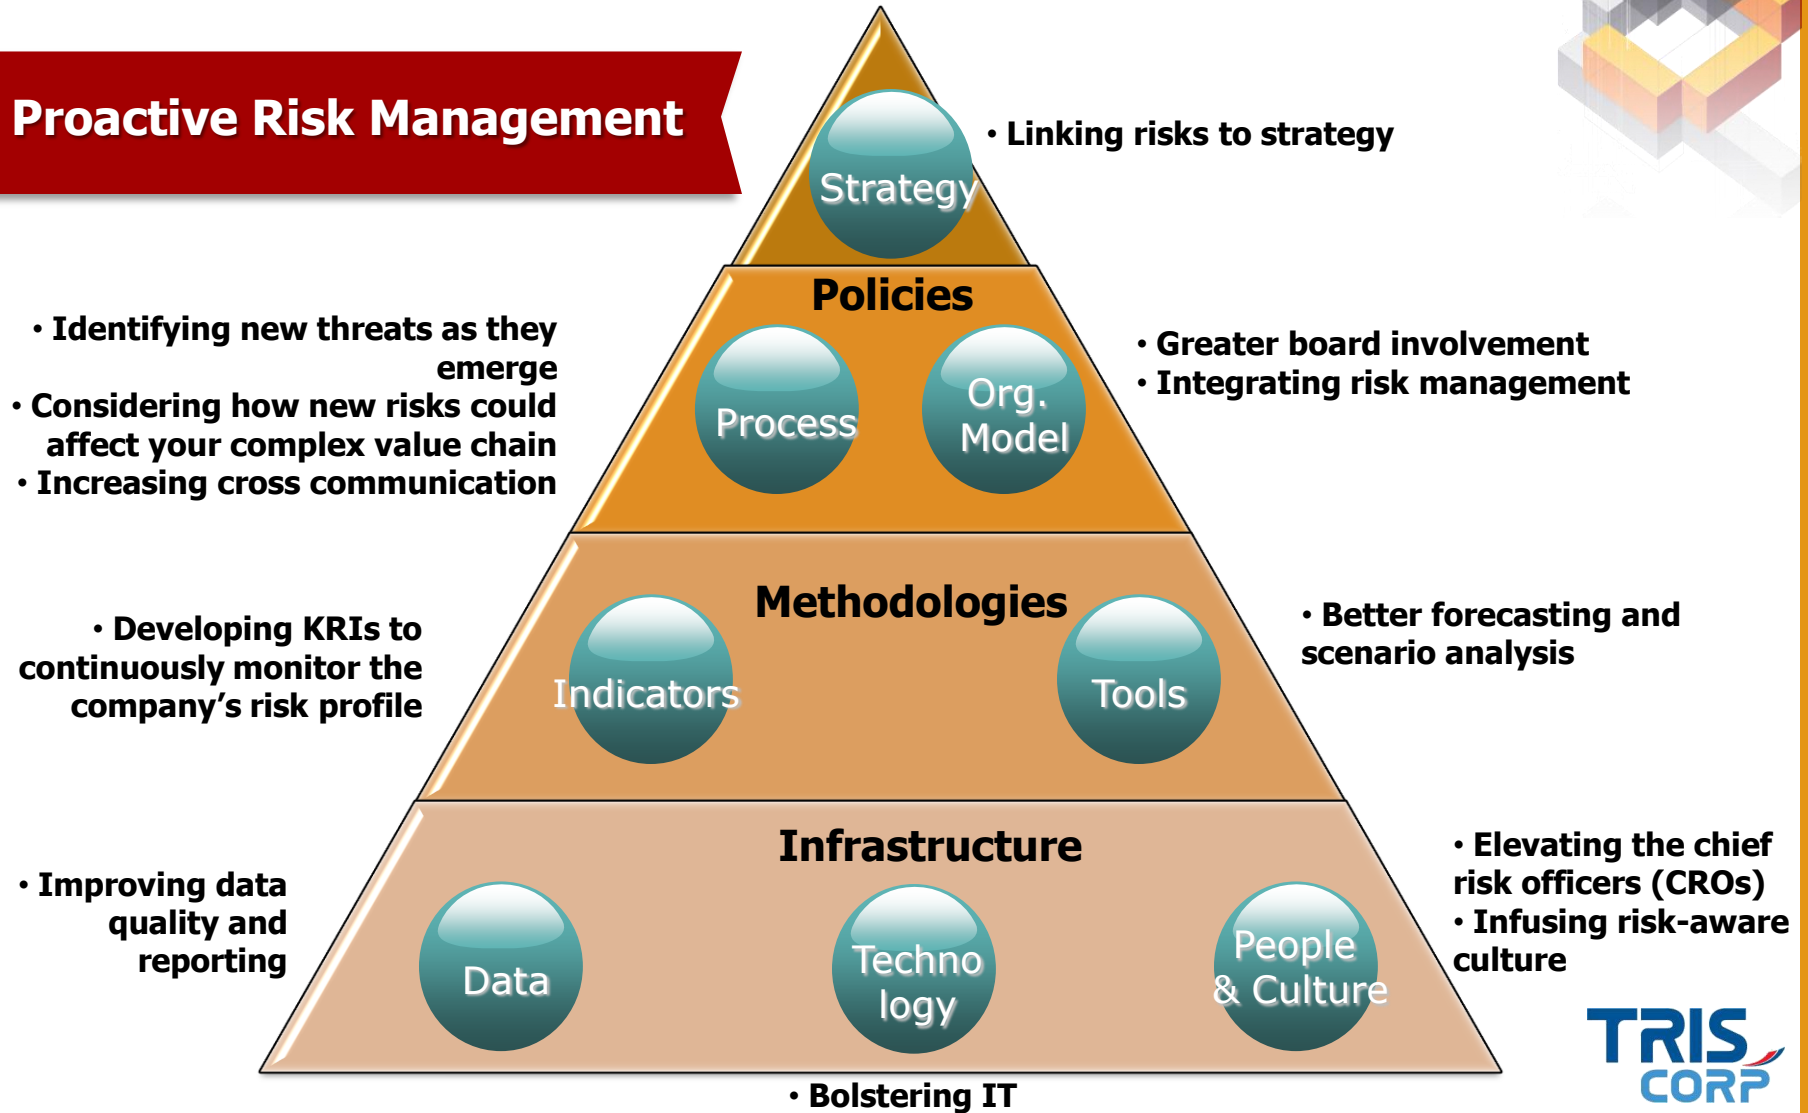 Proactive Risk Management
Strategy
• Linking risks to strategy
Policies
Process
Org.
Model
• Identifying new threats as they
emerge
• Considering how new risks could
affect your complex value chain
• Increasing cross communication
• Greater board involvement
• Integrating risk management
Methodologies
Indicators
Tools
• Developing KRIs to
continuously monitor the
company’s risk profile
• Better forecasting and
scenario analysis
Infrastructure
Data
Techno
logy
People
& Culture
• Improving data
quality and
reporting
• Elevating the chief
risk officers (CROs)
• Infusing risk-aware
culture
• Bolstering IT
TRIS
CORP